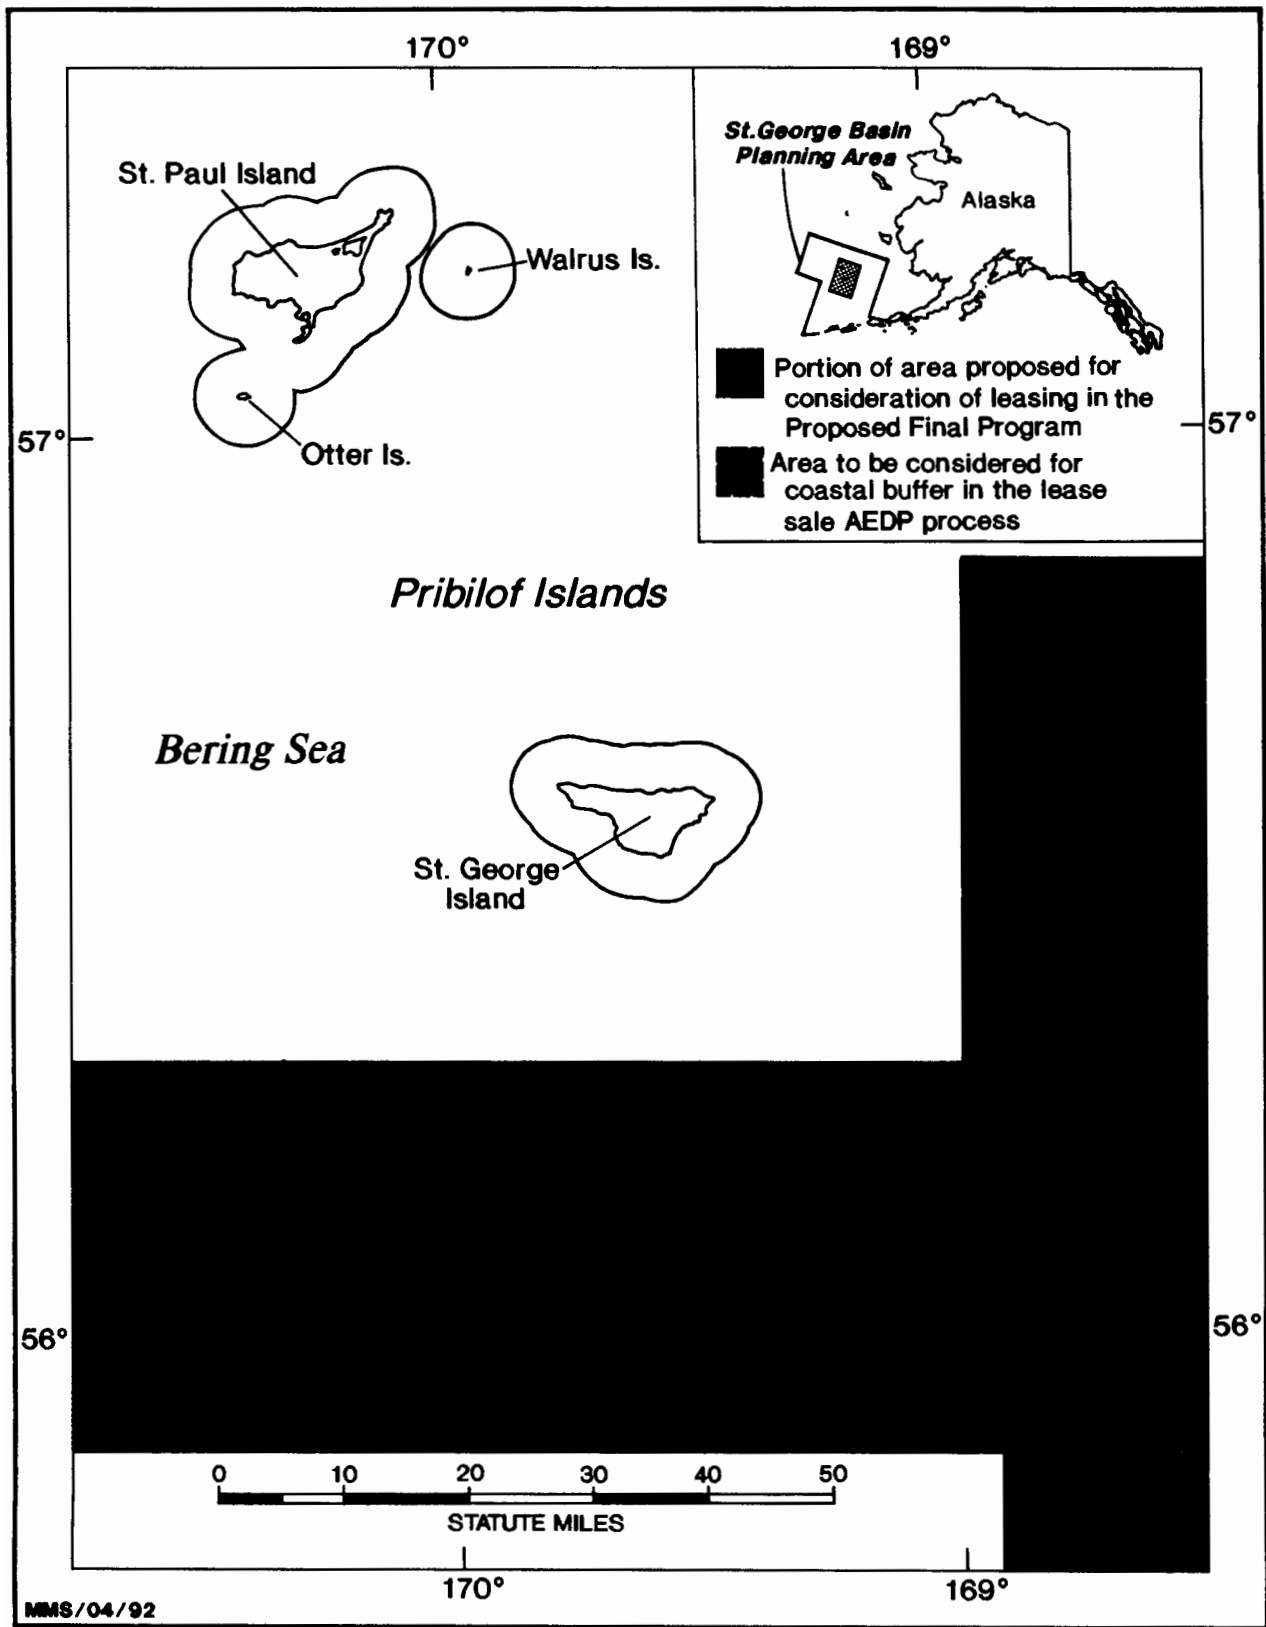 170°
169°
St. Paul Island
Walrus Is.
Otter Is.
57°
St.George Basin
Planning Area
Alaska
Portion of area proposed for
consideration of leasing in the
Proposed Final Program
Area to be considered for
coastal buffer in the lease
sale AEDP process
57°
Pribilof Islands
Bering Sea
St. George
Island
56°
56°
0 10 20 30 40 50
STATUTE MILES
170°
169°
MMS/04/92